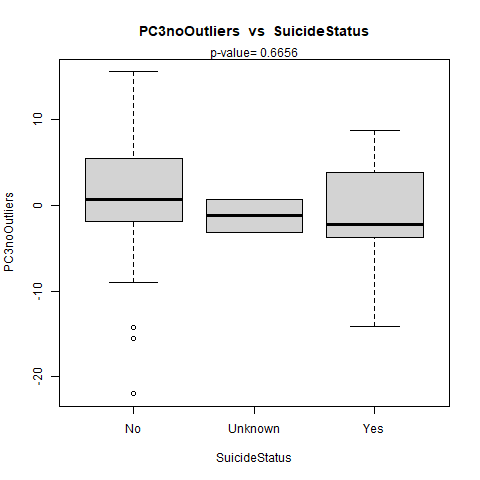 PC3noOutliers vs SuicideStatus
p-value= 0.6656
PC3noOutliers
10
0
-10
-20
No Unknown Yes
SuicideStatus